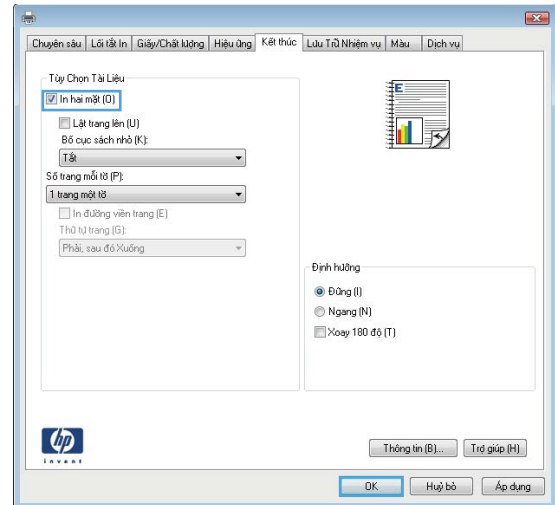 Chuyên sâu Lối tắt In Giấy/Chất lượng Hiệu ứng Kết thúc Lưu Trữ Nhiệm vụ Màu Dịch vụ
Tùy Chọn Tài Liệu
In hai mặt (O)
Lật trang lên (U)
Bố cục sách nhỏ (K):
Tắt
Số trang mỗi tờ (P):
1 trang một tờ
In đường viền trang (E)
Thứ tự trang (G):
Phải, sau đó Xuống
E
Định hướng
Đứng (I)
Ngang (N)
Xoay 180 độ (T)
hp
invent
Thông tin (B)... Trợ giúp (H)
OK Huỷ bỏ Áp dụng